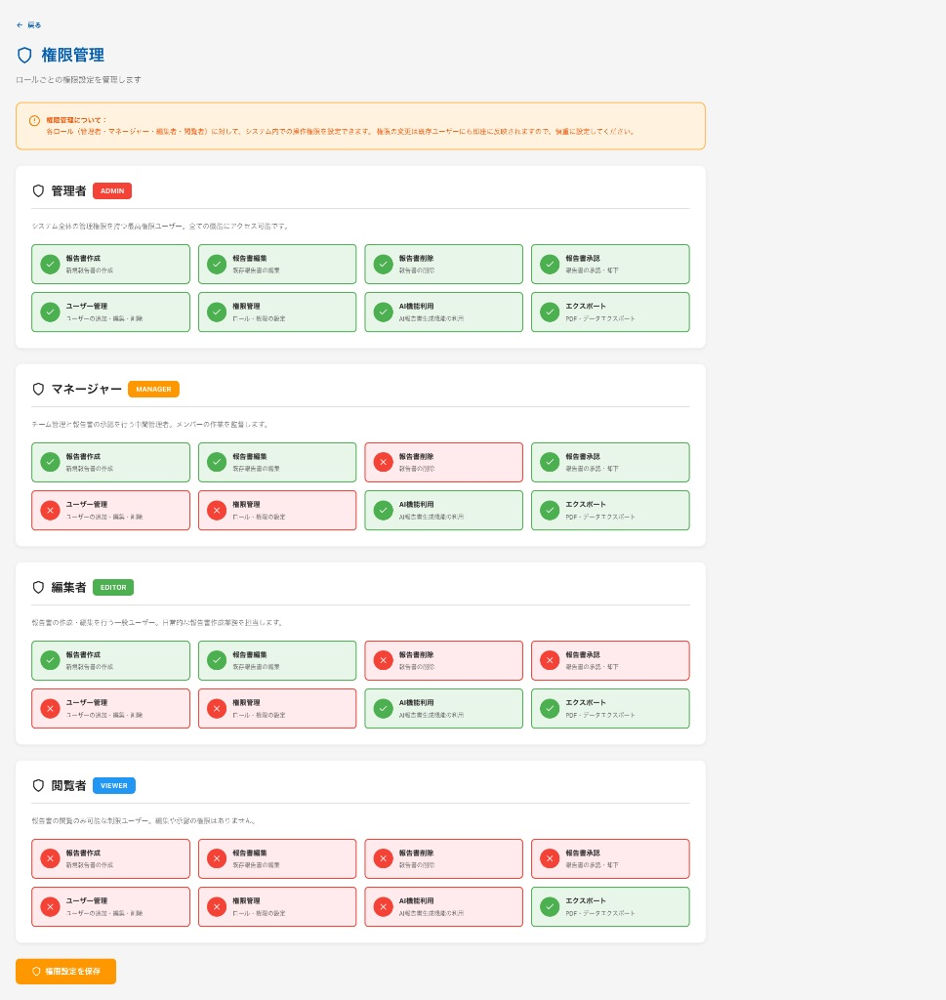 ← 戻る
権限管理
ロールごとの権限設定を管理します
権限管理について：
各ロール（管理者・マネージャー・編集者・閲覧者）に対して、システム内での操作権限を設定できます。 権限の変更は既存ユーザーにも即座に反映されますので、慎重に設定してください。
管理者 ADMIN
システム全体の管理権限を持つ最高権限ユーザー。全ての機能にアクセス可能です。
報告書作成 報告書編集 報告書削除 報告書承認
新規報告書の作成 既存報告書の編集 報告書の削除 報告書の承認・却下
ユーザー管理 権限管理 AI機能利用 エクスポート
ユーザーの追加・編集・削除 ロール・権限の設定 AI報告書生成機能の利用 PDF・データエクスポート
マネージャー MANAGER
チーム管理と報告書の承認を行う中間管理者。メンバーの作業を監督します。
報告書作成 報告書編集 報告書削除 報告書承認
新規報告書の作成 既存報告書の編集 報告書の削除 報告書の承認・却下
ユーザー管理 権限管理 AI機能利用 エクスポート
ユーザーの追加・編集・削除 ロール・権限の設定 AI報告書生成機能の利用 PDF・データエクスポート
編集者 EDITOR
報告書の作成・編集を行う一般ユーザー。日常的な報告書作成業務を担当します。
報告書作成 報告書編集 報告書削除 報告書承認
新規報告書の作成 既存報告書の編集 報告書の削除 報告書の承認・却下
ユーザー管理 権限管理 AI機能利用 エクスポート
ユーザーの追加・編集・削除 ロール・権限の設定 AI報告書生成機能の利用 PDF・データエクスポート
閲覧者 VIEWER
報告書の閲覧のみ可能な制限ユーザー。編集や承認の権限はありません。
報告書作成 報告書編集 報告書削除 報告書承認
新規報告書の作成 既存報告書の編集 報告書の削除 報告書の承認・却下
ユーザー管理 権限管理 AI機能利用 エクスポート
ユーザーの追加・編集・削除 ロール・権限の設定 AI報告書生成機能の利用 PDF・データエクスポート
権限設定を保存